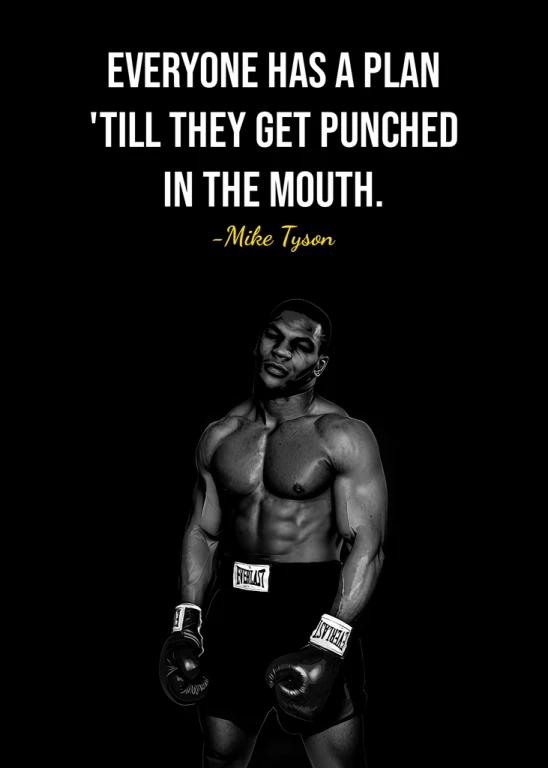 EVERYONE HAS A PLAN
'TILL THEY GET PUNCHED
IN THE MOUTH.
-Mike Tyson
EVERLAST
EVERLAST